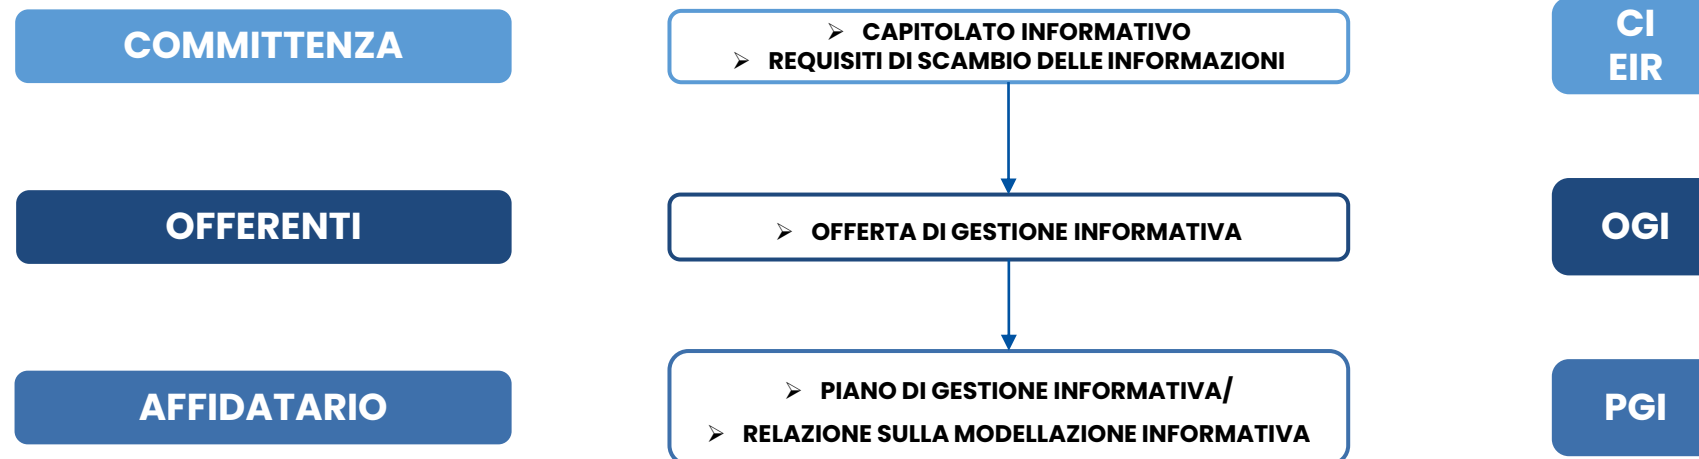 COMMITTENZA
➢ CAPITOLATO INFORMATIVO
➢ REQUISITI DI SCAMBIO DELLE INFORMAZIONI
CI
EIR
OFFERENTI
➢ OFFERTA DI GESTIONE INFORMATIVA
OGI
AFFIDATARIO
➢ PIANO DI GESTIONE INFORMATIVA/
➢ RELAZIONE SULLA MODELLAZIONE INFORMATIVA
PGI